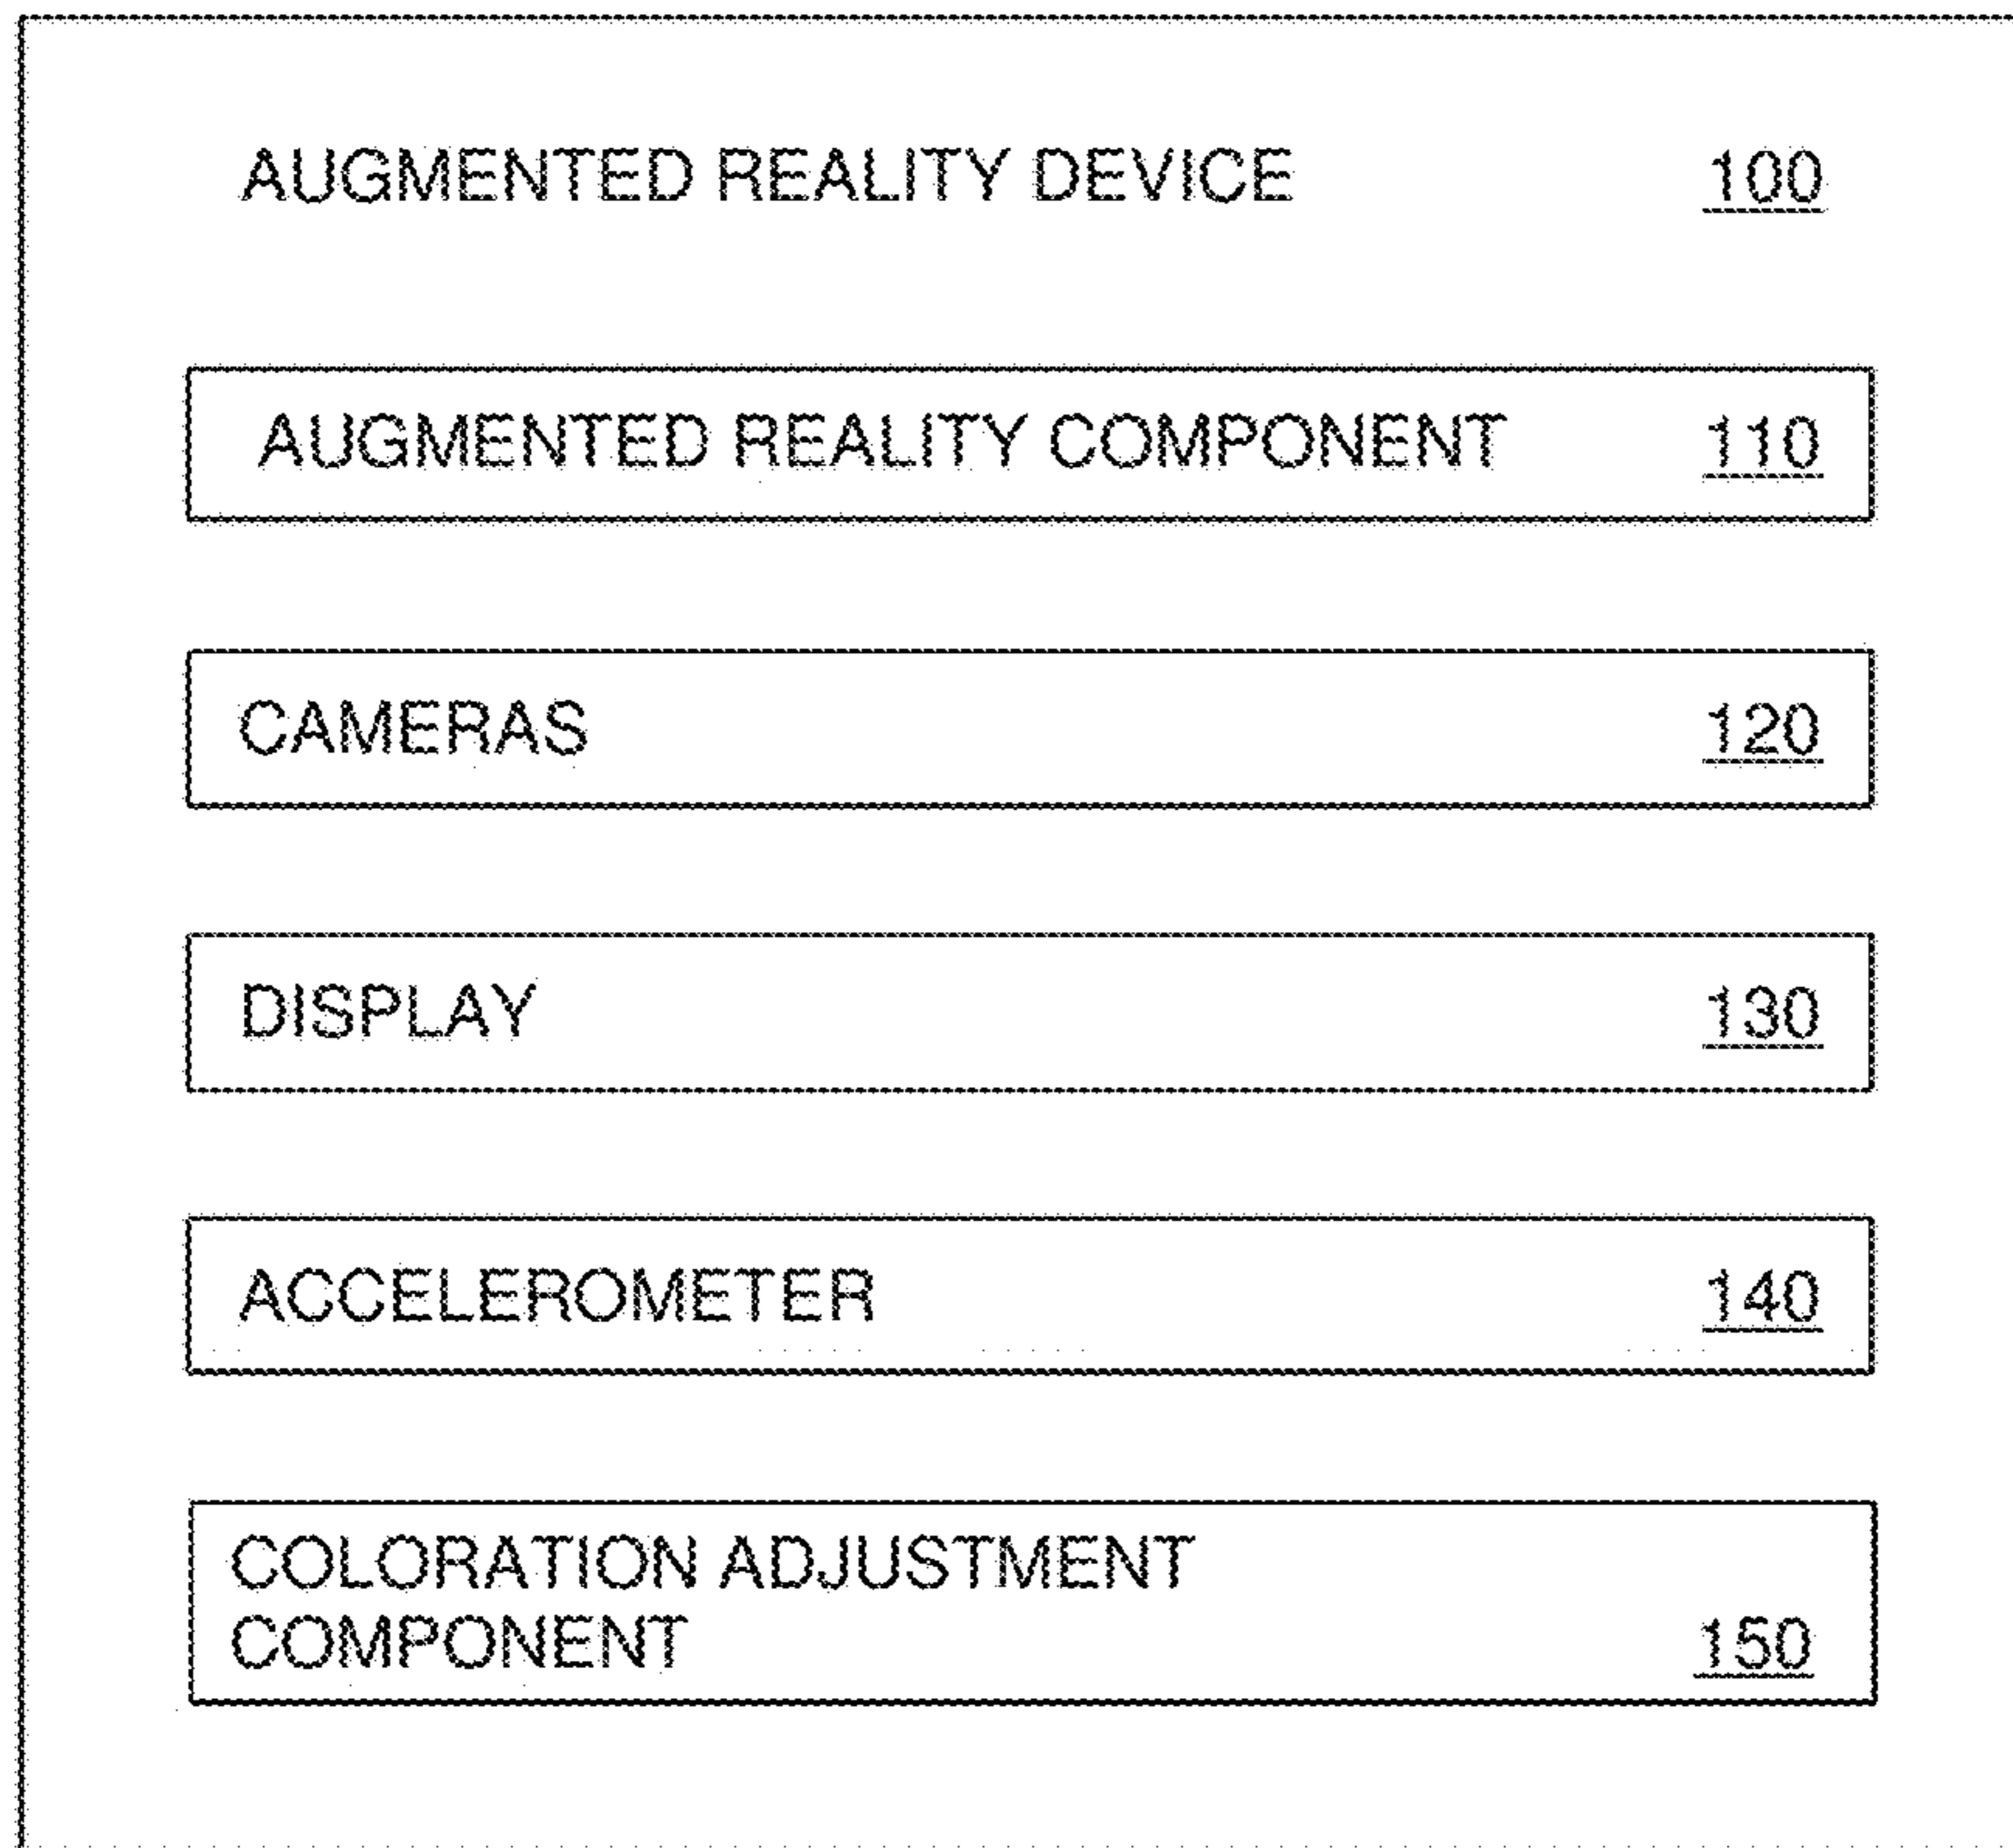 AUGMENTED REALITY DEVICE 100
AUGMENTED REALITY COMPONENT 110
CAMERAS 120
DISPLAY 130
ACCELEROMETER 140
COLORATION ADJUSTMENT
COMPONENT 150